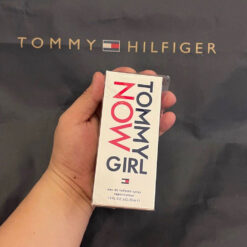 TOMMY HILFIGER
TOMMY
NOW
GIRL
eau de toilette spray